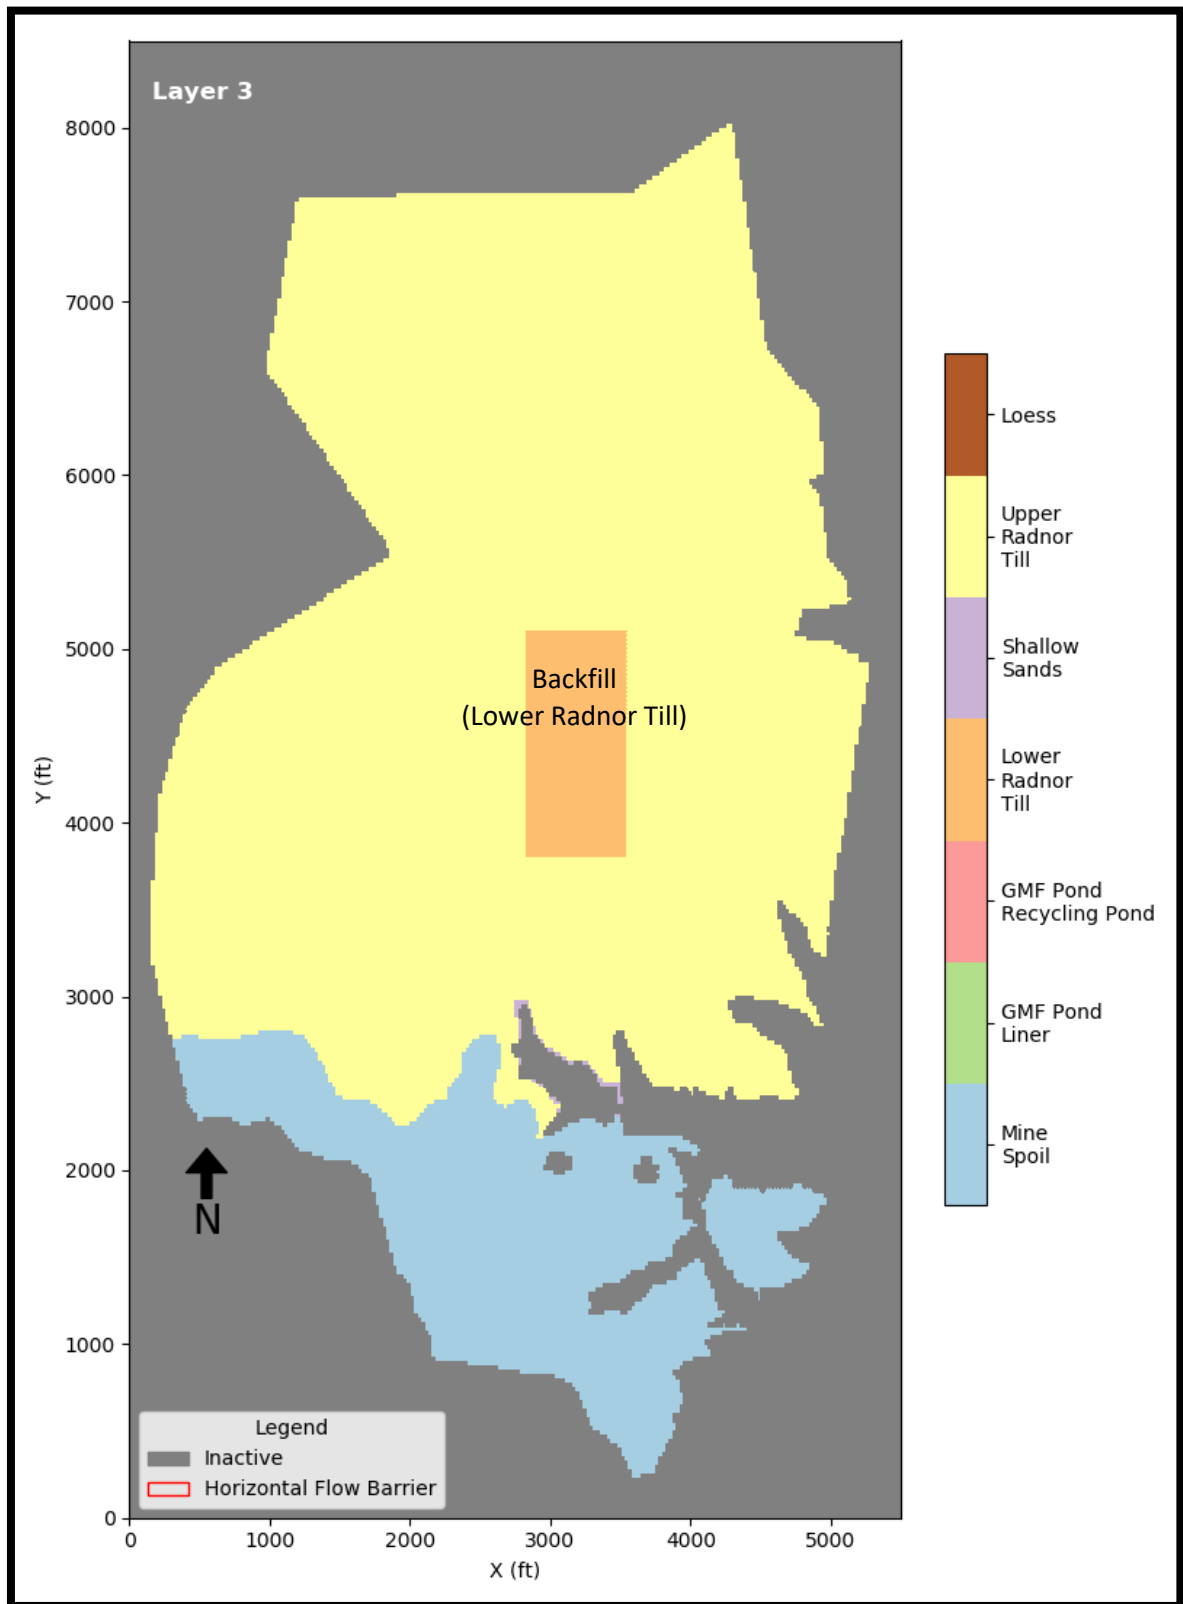 Layer 3
8000
7000
6000
5000
4000
3000
2000
1000
0
Y (ft)
Backfill
(Lower Radnor Till)
N
Legend
Inactive
Horizontal Flow Barrier
0
1000
2000
3000
4000
5000
X (ft)
Loess
Upper
Radnor
Till
Shallow
Sands
Lower
Radnor
Till
GMF Pond
Recycling Pond
GMF Pond
Liner
Mine
Spoil